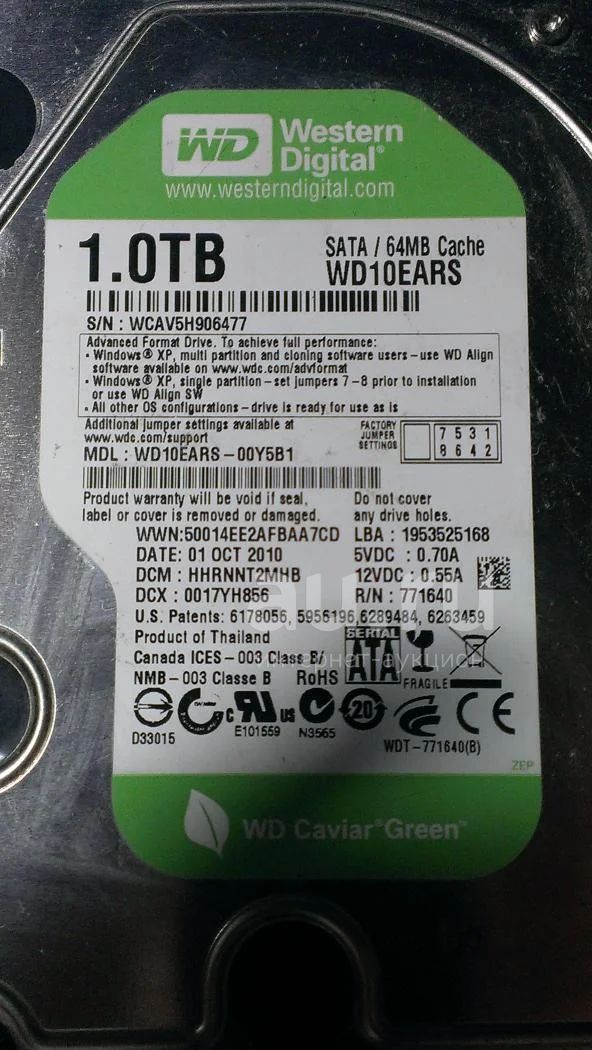 WD Western Digital®
www.westerndigital.com
1.0TB
SATA / 64MB Cache
WD10EARS
S/N : WCAV5H906477
Advanced Format Drive. To achieve full performance:
• Windows® XP, multi partition and cloning software users - use WD Align
software available on www.wdc.com/advformat
• Windows® XP, single partition - set jumpers 7 - 8 prior to installation
or use WD Align SW
• All other OS configurations - drive is ready for use as is
Additional jumper settings available at
www.wdc.com/support
FACTORY
JUMPER
SETTINGS
7 5 3 1
8 6 4 2
MDL : WD10EARS - 00Y5B1
Product warranty will be void if seal,
label or cover is removed or damaged.
Do not cover
any drive holes.
WWN:50014EE2AFBAA7CD
LBA : 1953525168
DATE: 01 OCT 2010
5VDC : 0.70A
DCM : HHRNNT2MHB
12VDC : 0.55A
DCX : 0017YH856
R/N : 771640
U.S. Patents: 6178056, 5956196,6289484, 6263459
Product of Thailand
Canada ICES - 003 Class B/
NMB - 003 Classe B RoHS
SERIAL
ATA
FRAGILE
интернет-аукцион
D33015
c US
E101559
N3565
20
CE
WDT - 771640(B)
ZEP
WD Caviar® Green™